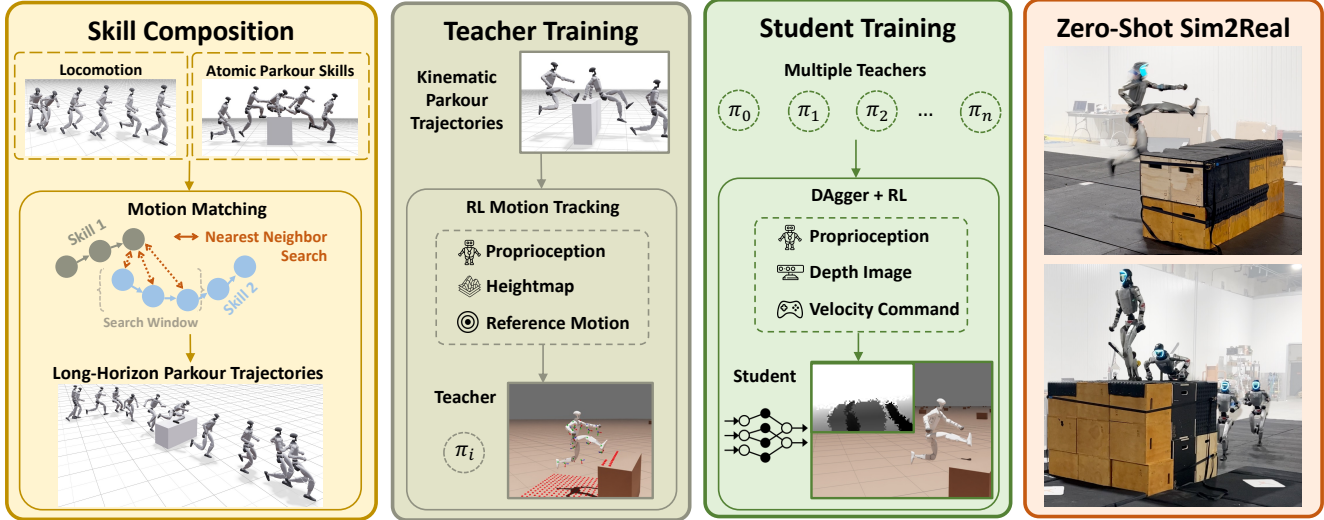 Skill Composition
Locomotion
Atomic Parkour Skills
Motion Matching
Skill 1
Nearest Neighbor
Search
Skill 2
Search Window
Long-Horizon Parkour Trajectories
Teacher Training
Kinematic
Parkour
Trajectories
RL Motion Tracking
Proprioception
Heightmap
Reference Motion
Teacher
πi
Student Training
Multiple Teachers
π0 π1 π2 ... πn
DAgger + RL
Proprioception
Depth Image
Velocity Command
Student
Zero-Shot Sim2Real